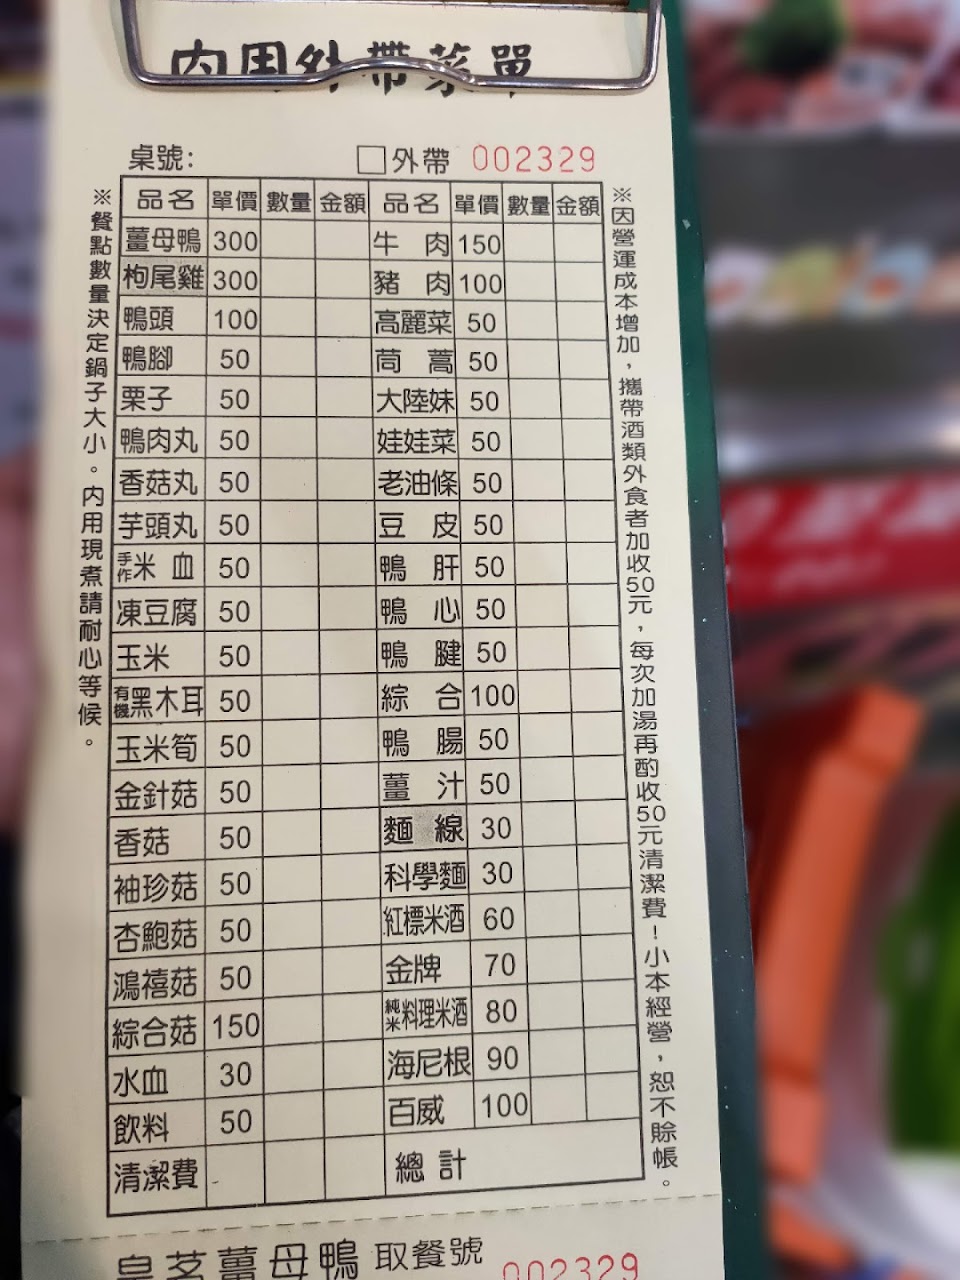 內用外帶菜單
桌號: □外帶 002329
品名 單價 數量 金額 品名 單價 數量 金額
薑母鴨 300 牛肉 150
枸尾雞 300 豬肉 100
鴨頭 100 高麗菜 50
鴨腳 50 茼蒿 50
栗子 50 大陸妹 50
鴨肉丸 50 娃娃菜 50
香菇丸 50 老油條 50
芋頭丸 50 豆皮 50
手作米血 50 鴨肝 50
凍豆腐 50 鴨心 50
玉米 50 鴨腱 50
有機黑木耳 50 綜合 100
玉米筍 50 鴨腸 50
金針菇 50 薑汁 50
香菇 50 麵線 30
袖珍菇 50 科學麵 30
杏鮑菇 50 紅標米酒 60
鴻禧菇 50 金牌 70
綜合菇 150 純米料理米酒 80
水血 30 海尼根 90
飲料 50 百威 100
清潔費 總計
※餐點數量決定鍋子大小。內用現煮請耐心等候。
※因營運成本增加，攜帶酒類外食者加收50元，每次加湯再酌收50元清潔費！小本經營，恕不賒帳。
皇茗薑母鴨 取餐號 002329